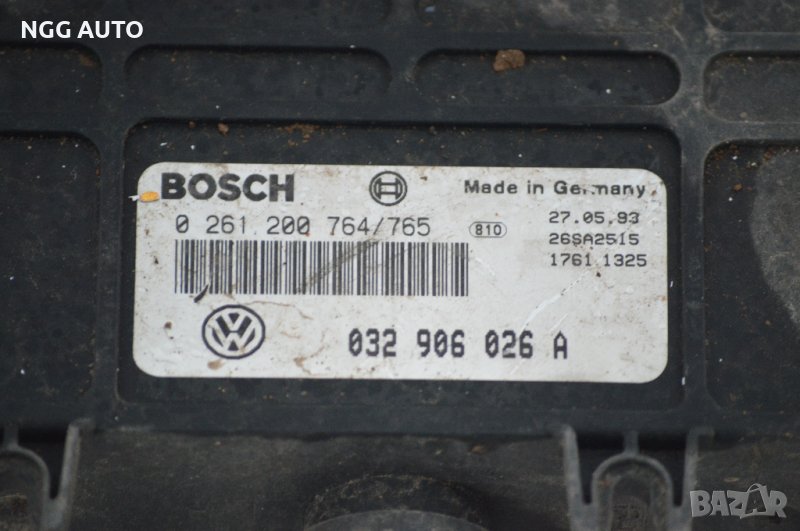 NGG AUTO
BOSCH
Made in Germany
0 261 200 764/765
810
27.05.93
26SA2515
1761 1325
032 906 026 A
BAZAR